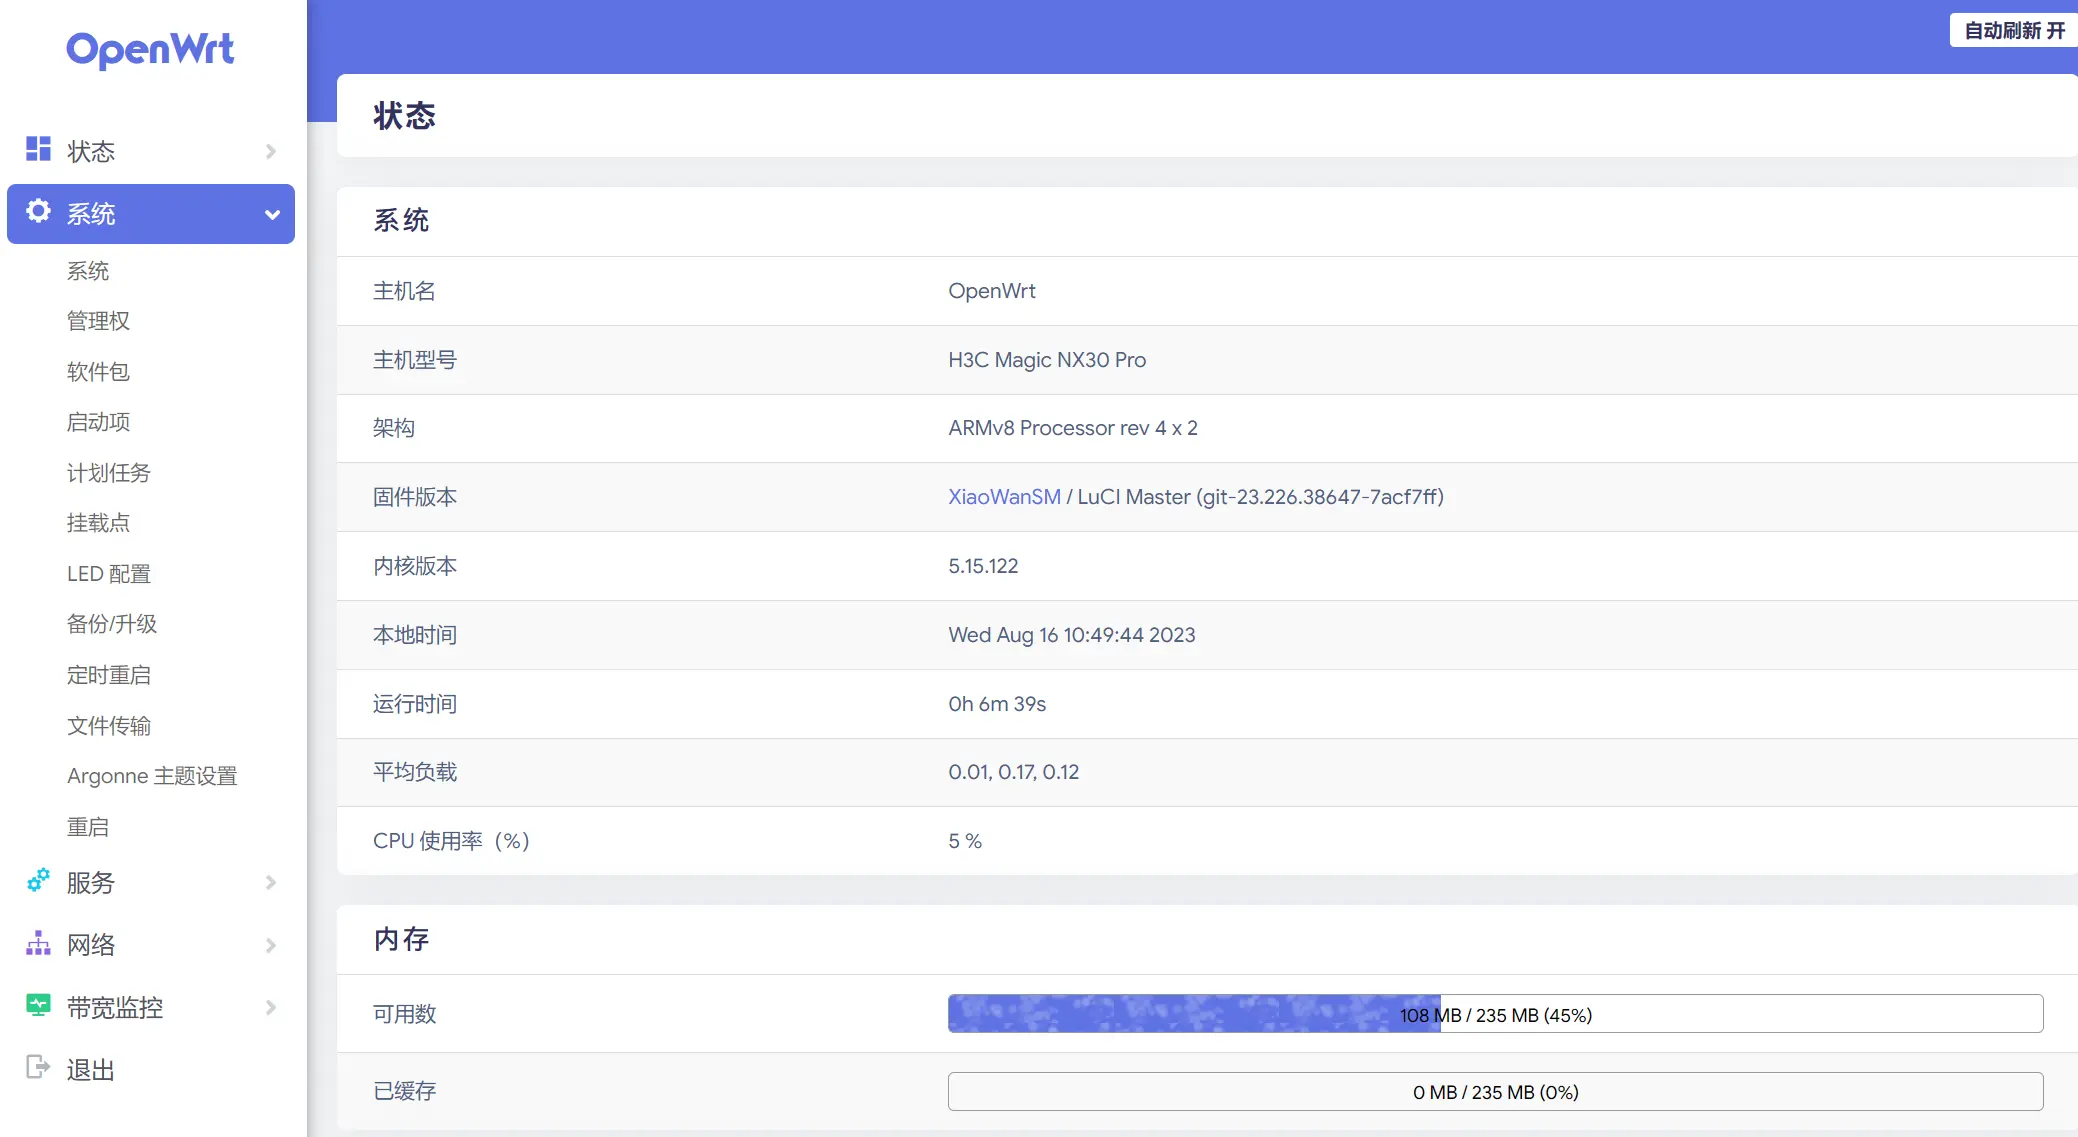 OpenWrt
状态
系统
系统
管理权
软件包
启动项
计划任务
挂载点
LED 配置
备份/升级
定时重启
文件传输
Argonne 主题设置
重启
服务
网络
带宽监控
退出
自动刷新 开
状态
系统
主机名 OpenWrt
主机型号 H3C Magic NX30 Pro
架构 ARMv8 Processor rev 4 x 2
固件版本 XiaoWanSM / LuCI Master (git-23.226.38647-7acf7ff)
内核版本 5.15.122
本地时间 Wed Aug 16 10:49:44 2023
运行时间 0h 6m 39s
平均负载 0.01, 0.17, 0.12
CPU 使用率（%） 5 %
内存
可用数 108 MB / 235 MB (45%)
已缓存 0 MB / 235 MB (0%)